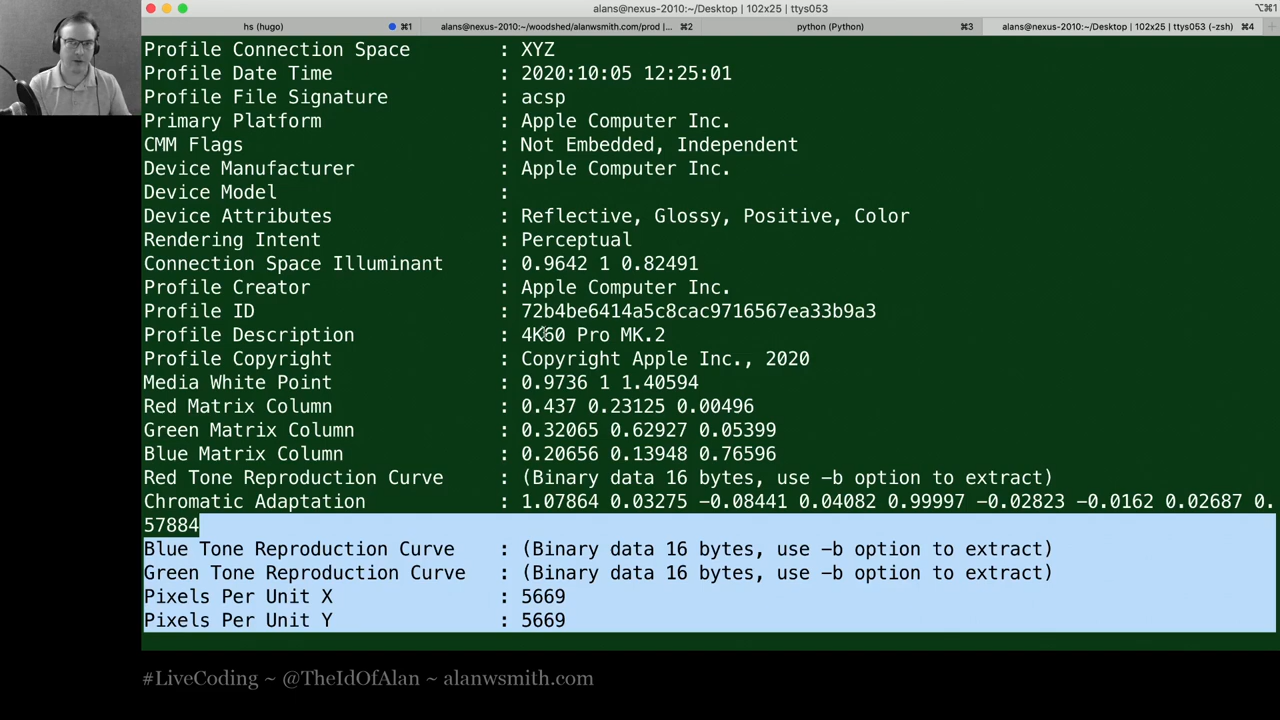 alans@nexus-2010:~/Desktop | 102x25 | ttys053
⌥⌘1
hs (hugo) ⌘1 alans@nexus-2010:~/woodshed/alanwsmith.com/prod |... ⌘2 python (Python) ⌘3 alans@nexus-2010:~/Desktop | 102x25 | ttys053 (-zsh) ⌘4
Profile Connection Space : XYZ
Profile Date Time : 2020:10:05 12:25:01
Profile File Signature : acsp
Primary Platform : Apple Computer Inc.
CMM Flags : Not Embedded, Independent
Device Manufacturer : Apple Computer Inc.
Device Model :
Device Attributes : Reflective, Glossy, Positive, Color
Rendering Intent : Perceptual
Connection Space Illuminant : 0.9642 1 0.82491
Profile Creator : Apple Computer Inc.
Profile ID : 72b4be6414a5c8cac9716567ea33b9a3
Profile Description : 4K60 Pro MK.2
Profile Copyright : Copyright Apple Inc., 2020
Media White Point : 0.9736 1 1.40594
Red Matrix Column : 0.437 0.23125 0.00496
Green Matrix Column : 0.32065 0.62927 0.05399
Blue Matrix Column : 0.20656 0.13948 0.76596
Red Tone Reproduction Curve : (Binary data 16 bytes, use -b option to extract)
Chromatic Adaptation : 1.07864 0.03275 -0.08441 0.04082 0.99997 -0.02823 -0.0162 0.02687 0.
57884
Blue Tone Reproduction Curve : (Binary data 16 bytes, use -b option to extract)
Green Tone Reproduction Curve : (Binary data 16 bytes, use -b option to extract)
Pixels Per Unit X : 5669
Pixels Per Unit Y : 5669
#LiveCoding ~ @TheIdOfAlan ~ alanwsmith.com